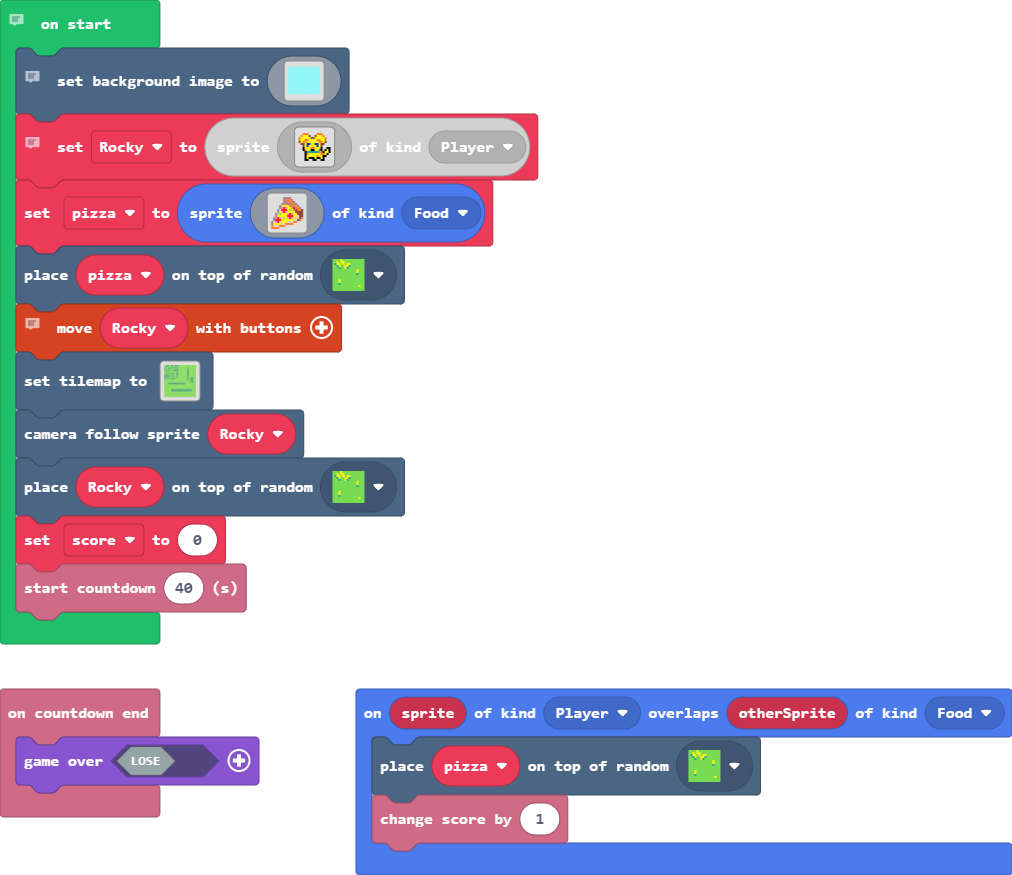 on start
set background image to
set Rocky to sprite of kind Player
set pizza to sprite of kind Food
place pizza on top of random
move Rocky with buttons
set tilemap to
camera follow sprite Rocky
place Rocky on top of random
set score to 0
start countdown 40 (s)
on countdown end
game over LOSE
on sprite of kind Player overlaps otherSprite of kind Food
place pizza on top of random
change score by 1